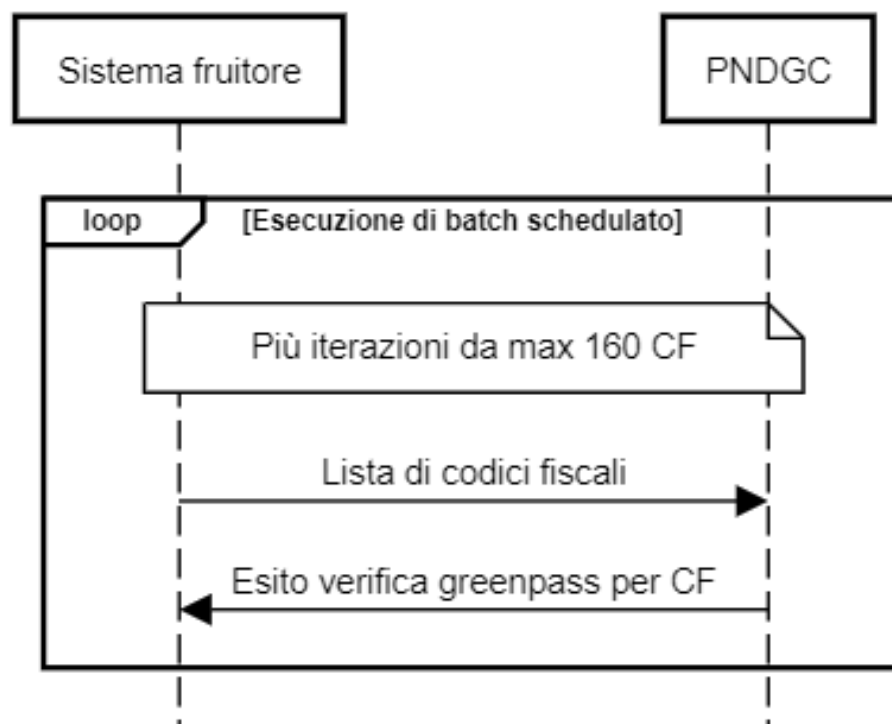 Sistema fruitore
PNDGC
loop
[Esecuzione di batch schedulato]
Più iterazioni da max 160 CF
Lista di codici fiscali
Esito verifica greenpass per CF